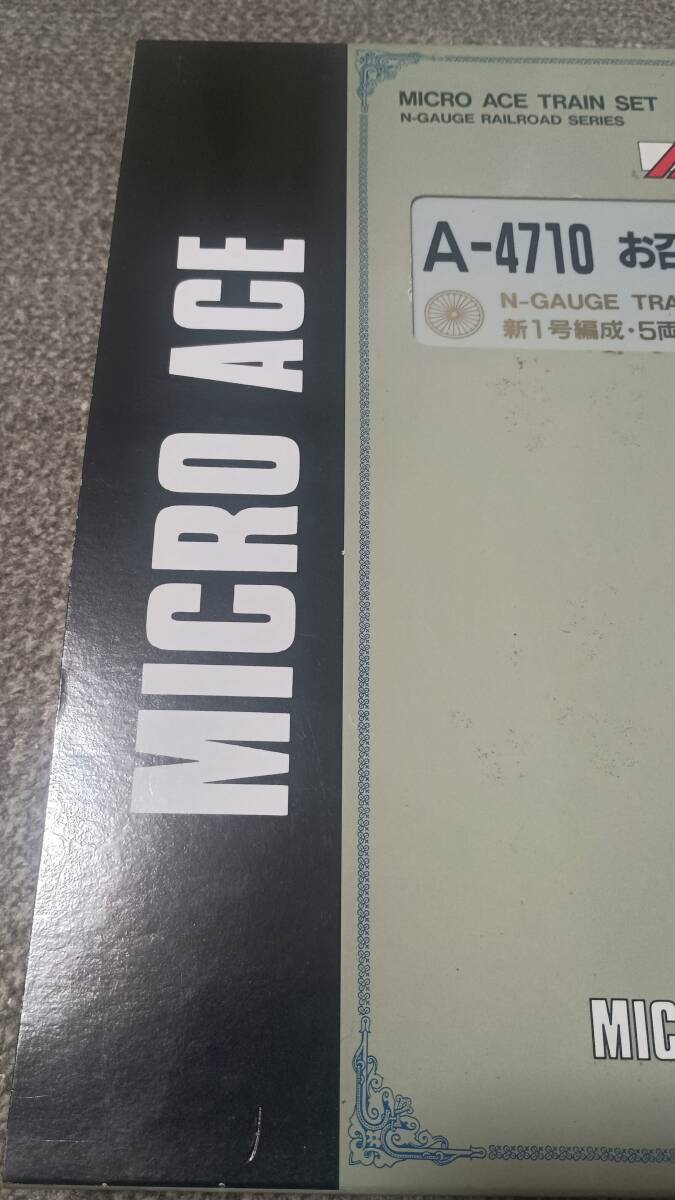 MICRO ACE
MICRO ACE TRAIN SET
N-GAUGE RAILROAD SERIES
A-4710 お召
N-GAUGE TRA
新1号編成・5両
MIC